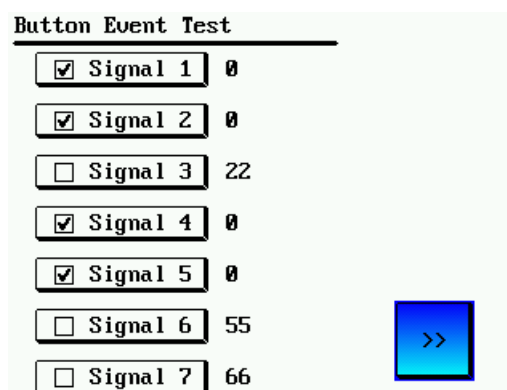 Button Event Test
Signal 1 0
Signal 2 0
Signal 3 22
Signal 4 0
Signal 5 0
Signal 6 55
>>
Signal 7 66